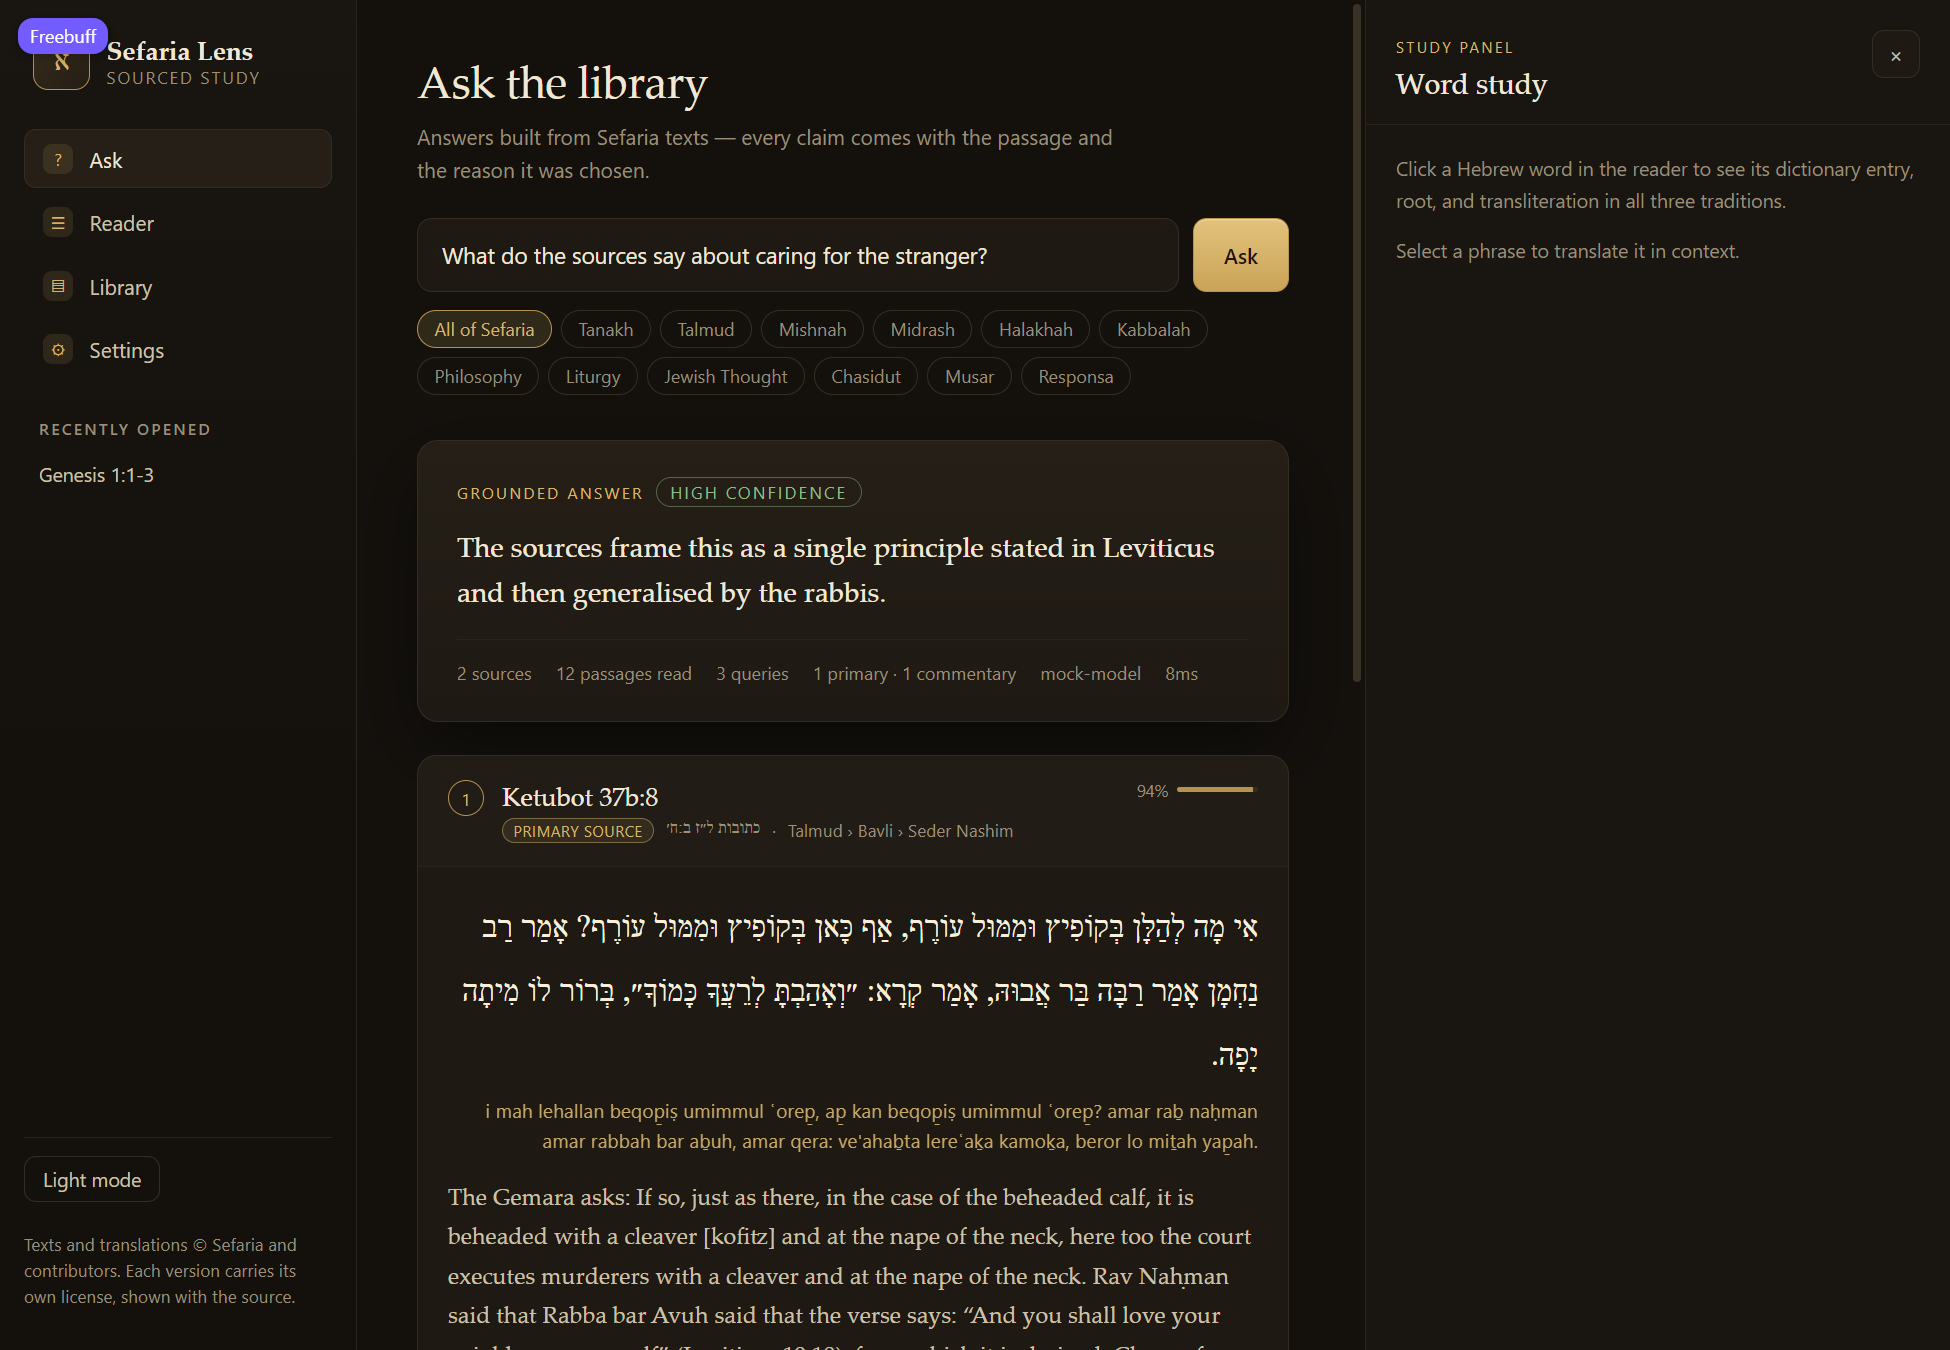 Freebuff
א
Sefaria Lens
SOURCED STUDY
? Ask
Reader
Library
Settings
RECENTLY OPENED
Genesis 1:1-3
Light mode
Texts and translations © Sefaria and
contributors. Each version carries its
own license, shown with the source.
Ask the library
Answers built from Sefaria texts — every claim comes with the passage and
the reason it was chosen.
What do the sources say about caring for the stranger?
Ask
All of Sefaria Tanakh Talmud Mishnah Midrash Halakhah Kabbalah
Philosophy Liturgy Jewish Thought Chasidut Musar Responsa
GROUNDED ANSWER HIGH CONFIDENCE
The sources frame this as a single principle stated in Leviticus
and then generalised by the rabbis.
2 sources 12 passages read 3 queries 1 primary · 1 commentary mock-model 8ms
1 Ketubot 37b:8 94%
PRIMARY SOURCE כתובות ל״ז ב:ח׳ · Talmud › Bavli › Seder Nashim
אִי מָה לְהַלָּן בְּקוֹפִיץ וּמִמּוּל עוֹרֶף, אַף כָּאן בְּקוֹפִיץ וּמִמּוּל עוֹרֶף? אָמַר רַב
נַחְמָן אָמַר רַבָּה בַּר אֲבוּהּ, אָמַר קְרָא: ״וְאָהַבְתָּ לְרֵעֲךָ כָּמוֹךָ״, בְּרוֹר לוֹ מִיתָה
יָפָה.
i mah lehallan beqop̱iṣ umimmul ʿorep̱, ap̱ kan beqop̱iṣ umimmul ʿorep̱? amar raḇ naḥman
amar rabbah bar aḇuh, amar qera: ve'ahaḇta lereʿaḵa kamoḵa, beror lo miṯah yap̱ah.
The Gemara asks: If so, just as there, in the case of the beheaded calf, it is
beheaded with a cleaver [kofitz] and at the nape of the neck, here too the court
executes murderers with a cleaver and at the nape of the neck. Rav Naḥman
said that Rabba bar Avuh said that the verse says: “And you shall love your
STUDY PANEL
Word study
×
Click a Hebrew word in the reader to see its dictionary entry,
root, and transliteration in all three traditions.
Select a phrase to translate it in context.